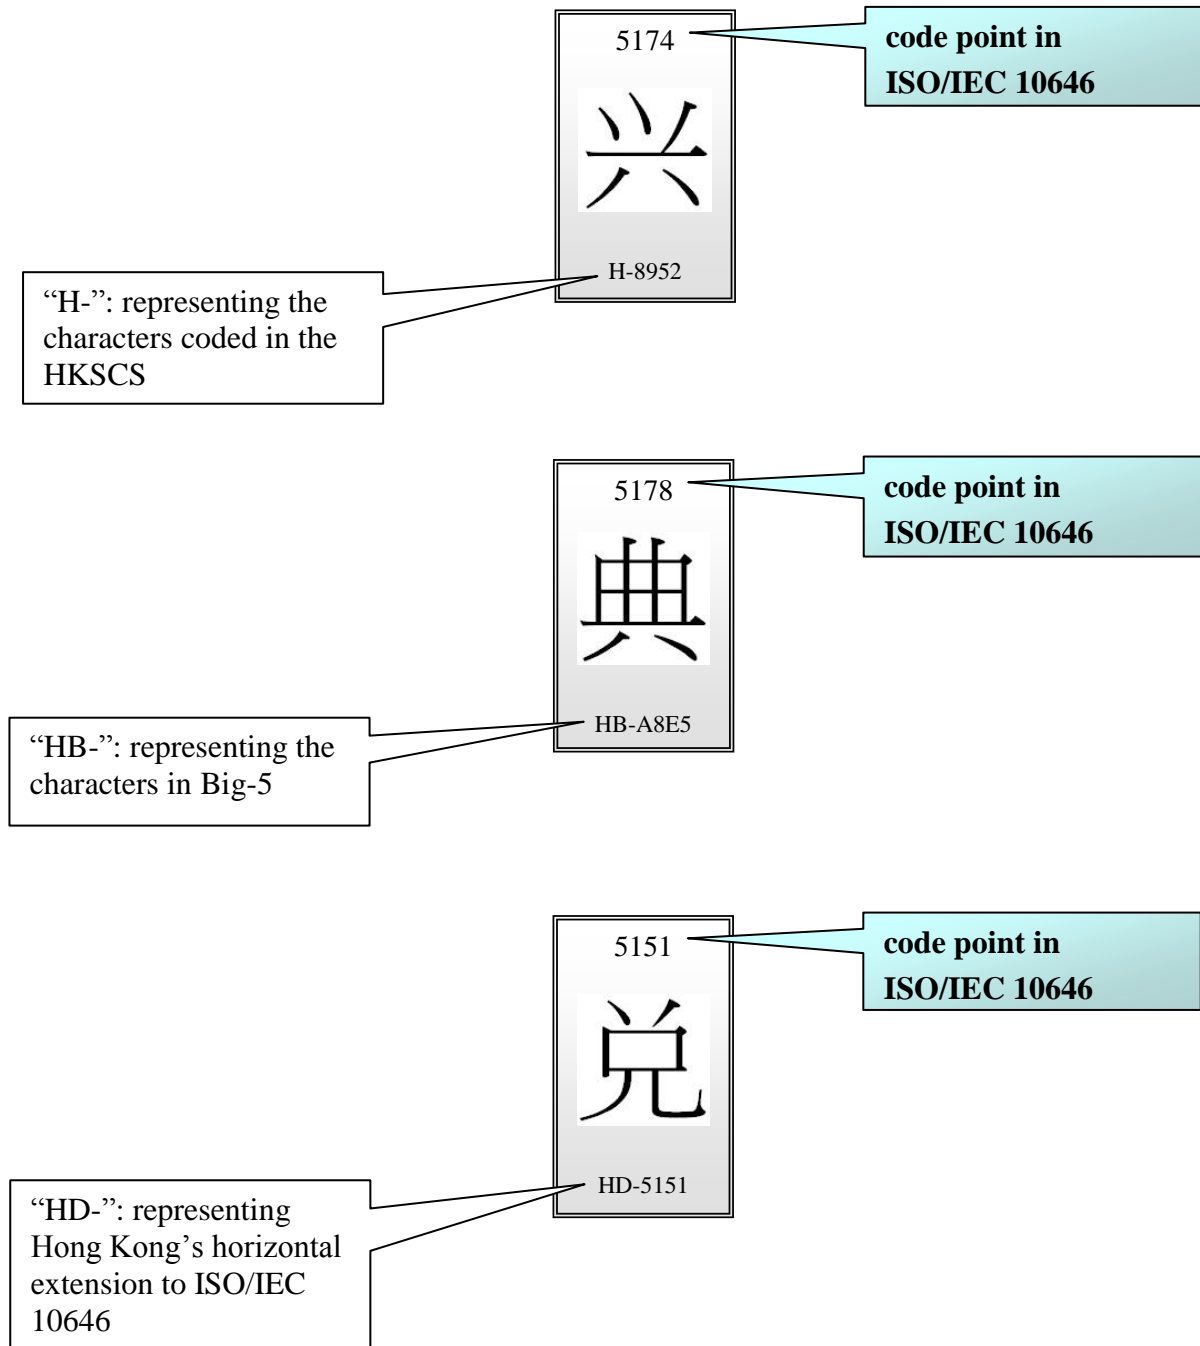 5174
code point in
ISO/IEC 10646
兴
H-8952
“H-”: representing the
characters coded in the
HKSCS
5178
code point in
ISO/IEC 10646
典
HB-A8E5
“HB-”: representing the
characters in Big-5
5151
code point in
ISO/IEC 10646
兑
HD-5151
“HD-”: representing
Hong Kong’s horizontal
extension to ISO/IEC
10646